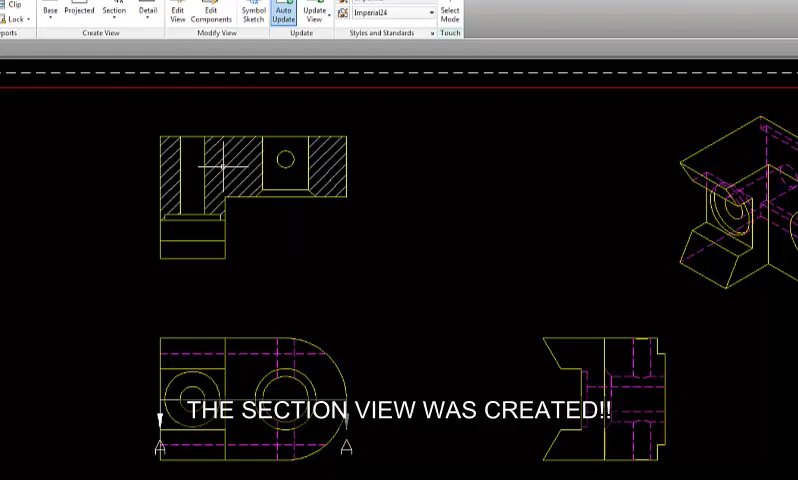 Clip
Lock
ports
Base
Projected
Section
Detail
Create View
Edit View
Edit Components
Modify View
Symbol Sketch
Auto Update
Update View
Update
Imperial24
Styles and Standards
Select Mode
Touch
THE SECTION VIEW WAS CREATED!!
A
A